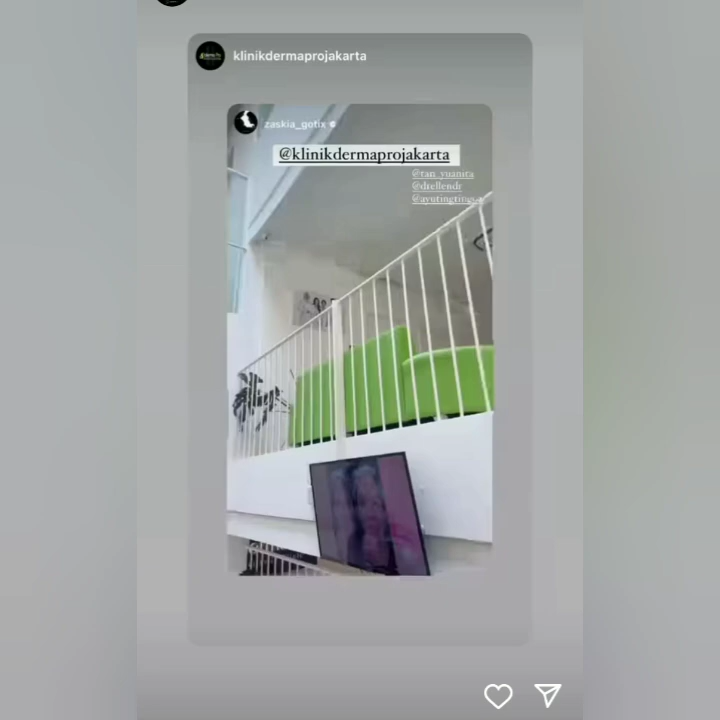 klinikdermaprojakarta
zaskia_gotix
@klinikdermaprojakarta
@tan_yuanita
@drellendr